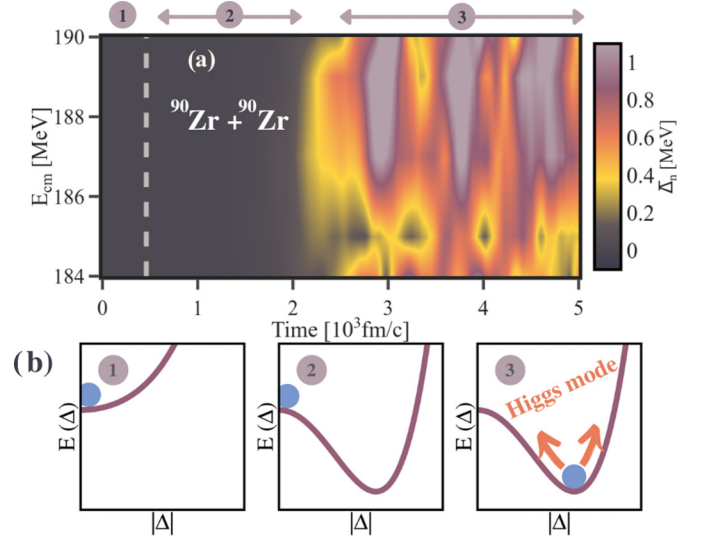 1 2 3
190
188
186
184
E_cm [MeV]
(a)
⁹⁰Zr + ⁹⁰Zr
0 1 2 3 4 5
Time [10³fm/c]
1
0.8
0.6
0.4
0.2
0
Δ̄_n [MeV]
(b)
1
E (Δ)
|Δ|
2
E (Δ)
|Δ|
3
Higgs mode
E (Δ)
|Δ|